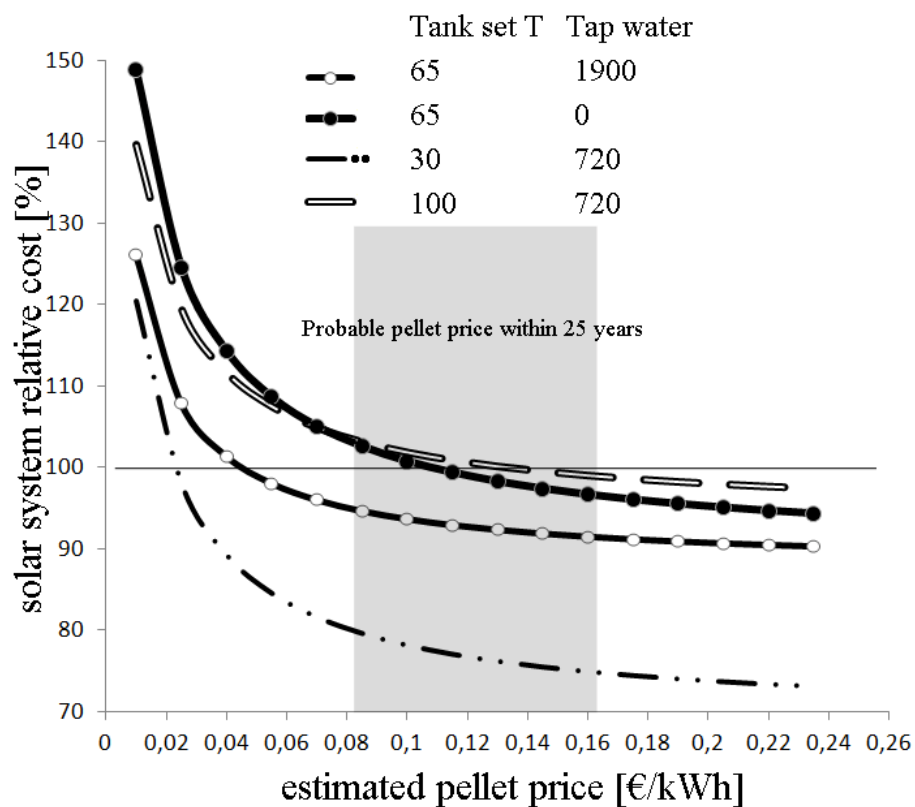 Tank set T Tap water
65 1900
65 0
30 720
100 720
150
140
130
120
110
100
90
80
70
solar system relative cost [%]
Probable pellet price within 25 years
0 0,02 0,04 0,06 0,08 0,1 0,12 0,14 0,16 0,18 0,2 0,22 0,24 0,26
estimated pellet price [€/kWh]